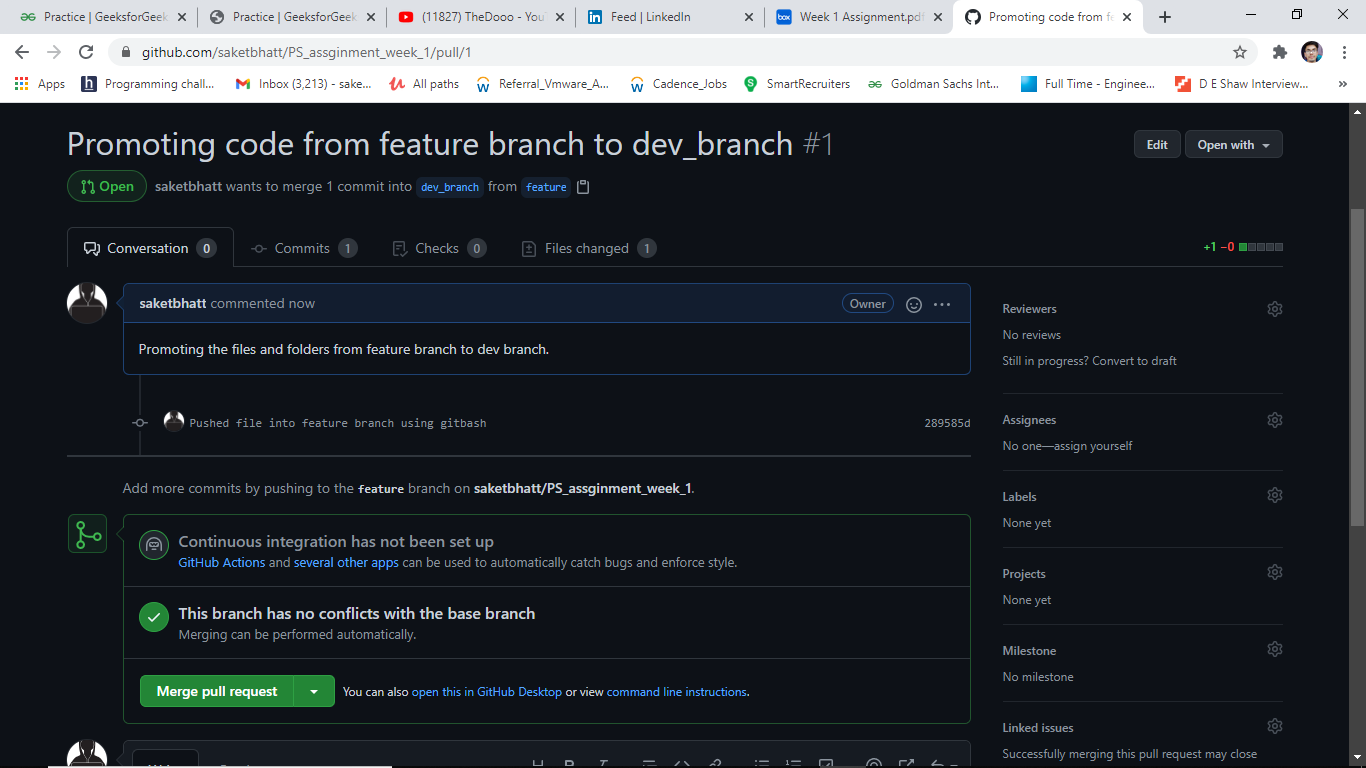 Practice | GeeksforGeek
Practice | GeeksforGeek
(11827) TheDooo - You
Feed | LinkedIn
box
Week 1 Assignment.pdf
Promoting code from fe
github.com/saketbhatt/PS_assginment_week_1/pull/1
Apps
Programming chall...
Inbox (3,213) - sake...
All paths
Referral_Vmware_A...
Cadence_Jobs
SmartRecruiters
Goldman Sachs Int...
Full Time - Enginee...
D E Shaw Interview...
Promoting code from feature branch to dev_branch #1
Edit
Open with
Open
saketbhatt wants to merge 1 commit into dev_branch from feature
Conversation 0
Commits 1
Checks 0
Files changed 1
+1 −0
saketbhatt commented now
Owner
Promoting the files and folders from feature branch to dev branch.
Pushed file into feature branch using gitbash
289585d
Add more commits by pushing to the feature branch on saketbhatt/PS_assginment_week_1.
Continuous integration has not been set up
GitHub Actions and several other apps can be used to automatically catch bugs and enforce style.
This branch has no conflicts with the base branch
Merging can be performed automatically.
Merge pull request
You can also open this in GitHub Desktop or view command line instructions.
Reviewers
No reviews
Still in progress? Convert to draft
Assignees
No one—assign yourself
Labels
None yet
Projects
None yet
Milestone
No milestone
Linked issues
Successfully merging this pull request may close